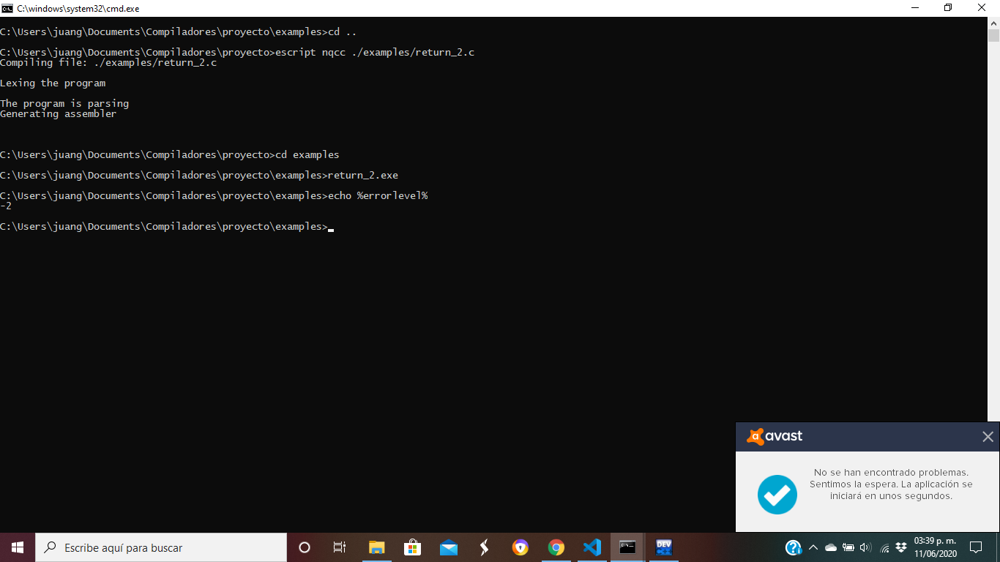 C:\windows\system32\cmd.exe
C:\Users\juang\Documents\Compiladores\proyecto\examples>cd ..
C:\Users\juang\Documents\Compiladores\proyecto>escript nqcc ./examples/return_2.c
Compiling file: ./examples/return_2.c
Lexing the program
The program is parsing
Generating assembler
C:\Users\juang\Documents\Compiladores\proyecto>cd examples
C:\Users\juang\Documents\Compiladores\proyecto\examples>return_2.exe
C:\Users\juang\Documents\Compiladores\proyecto\examples>echo %errorlevel%
-2
C:\Users\juang\Documents\Compiladores\proyecto\examples>
avast
No se han encontrado problemas.
Sentimos la espera. La aplicación se
iniciará en unos segundos.
Escribe aquí para buscar
DEV
03:39 p. m.
11/06/2020